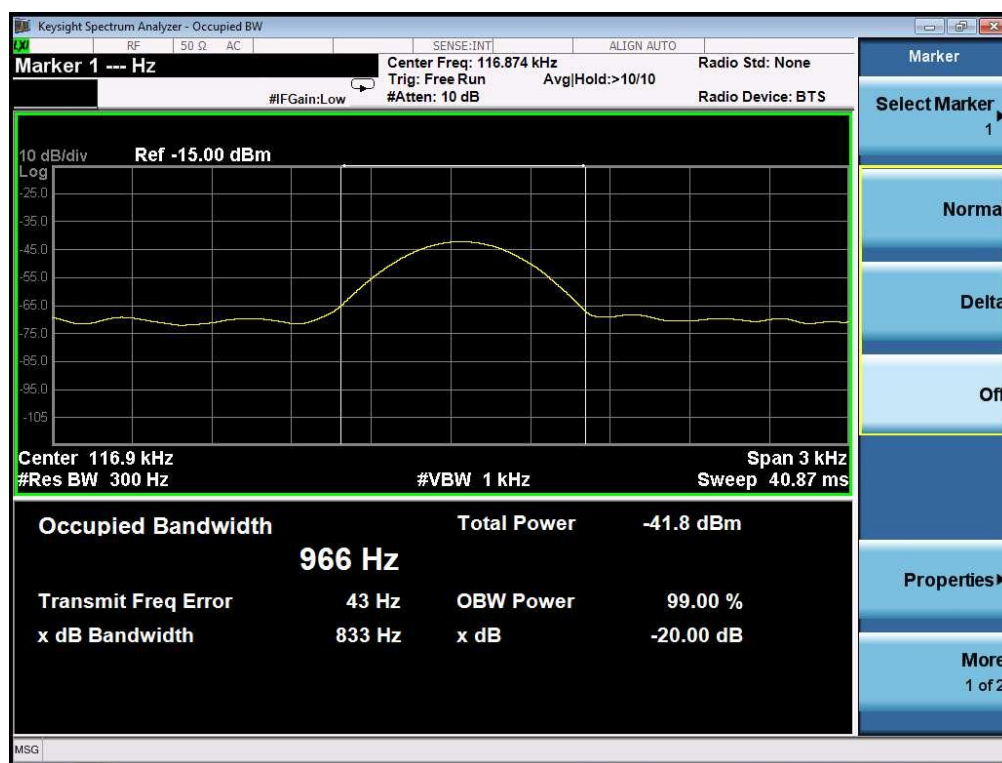 Keysight Spectrum Analyzer - Occupied BW
LXI RF 50 Ω AC SENSE:INT ALIGN AUTO
Marker 1 --- Hz
Center Freq: 116.874 kHz Radio Std: None
Trig: Free Run Avg|Hold:>10/10
#IFGain:Low #Atten: 10 dB Radio Device: BTS
10 dB/div Ref -15.00 dBm
Log
-25.0
-35.0
-45.0
-55.0
-65.0
-75.0
-85.0
-95.0
-105
Center 116.9 kHz Span 3 kHz
#Res BW 300 Hz #VBW 1 kHz Sweep 40.87 ms
Occupied Bandwidth Total Power -41.8 dBm
966 Hz
Transmit Freq Error 43 Hz OBW Power 99.00 %
x dB Bandwidth 833 Hz x dB -20.00 dB
MSG
Marker
Select Marker
1
Norma
Delta
Off
Properties
More
1 of 2